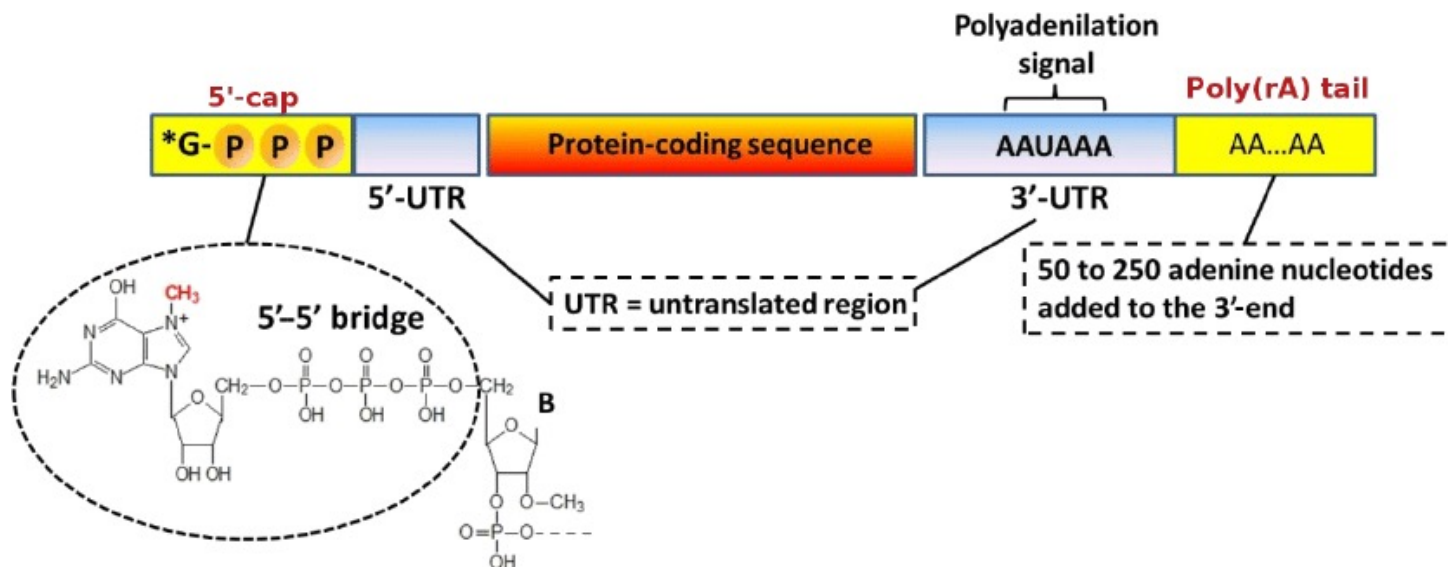 Polyadenilation
signal
5'-cap
Poly(rA) tail
*G- P P P
Protein-coding sequence
AAUAAA
AA...AA
5′-UTR
3′-UTR
50 to 250 adenine nucleotides
added to the 3′-end
UTR = untranslated region
5′–5′ bridge
OH
CH₃
N
N+
O O O
H₂N
N
N
CH₂–O–P–O–P–O–P–O–CH₂
O
OH OH OH
B
O
OH OH
O O–CH₃
O=P–O----
OH